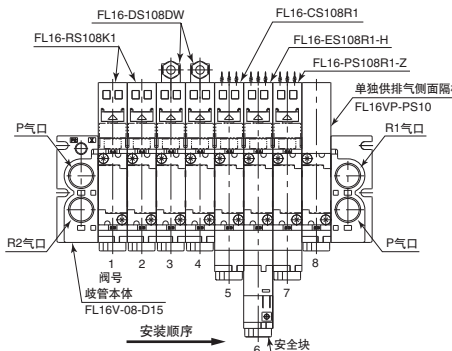 FL16-DS108DW
FL16-CS108R1
FL16-RS108K1
FL16-ES108R1-H
FL16-PS108R1-Z
单独供排气侧面隔
FL16VP-PS10
P气口
R1气口
R2气口
P气口
1
2
3
4
5
6
7
8
阀号
歧管本体
FL16V-08-D15
安装顺序
安全块